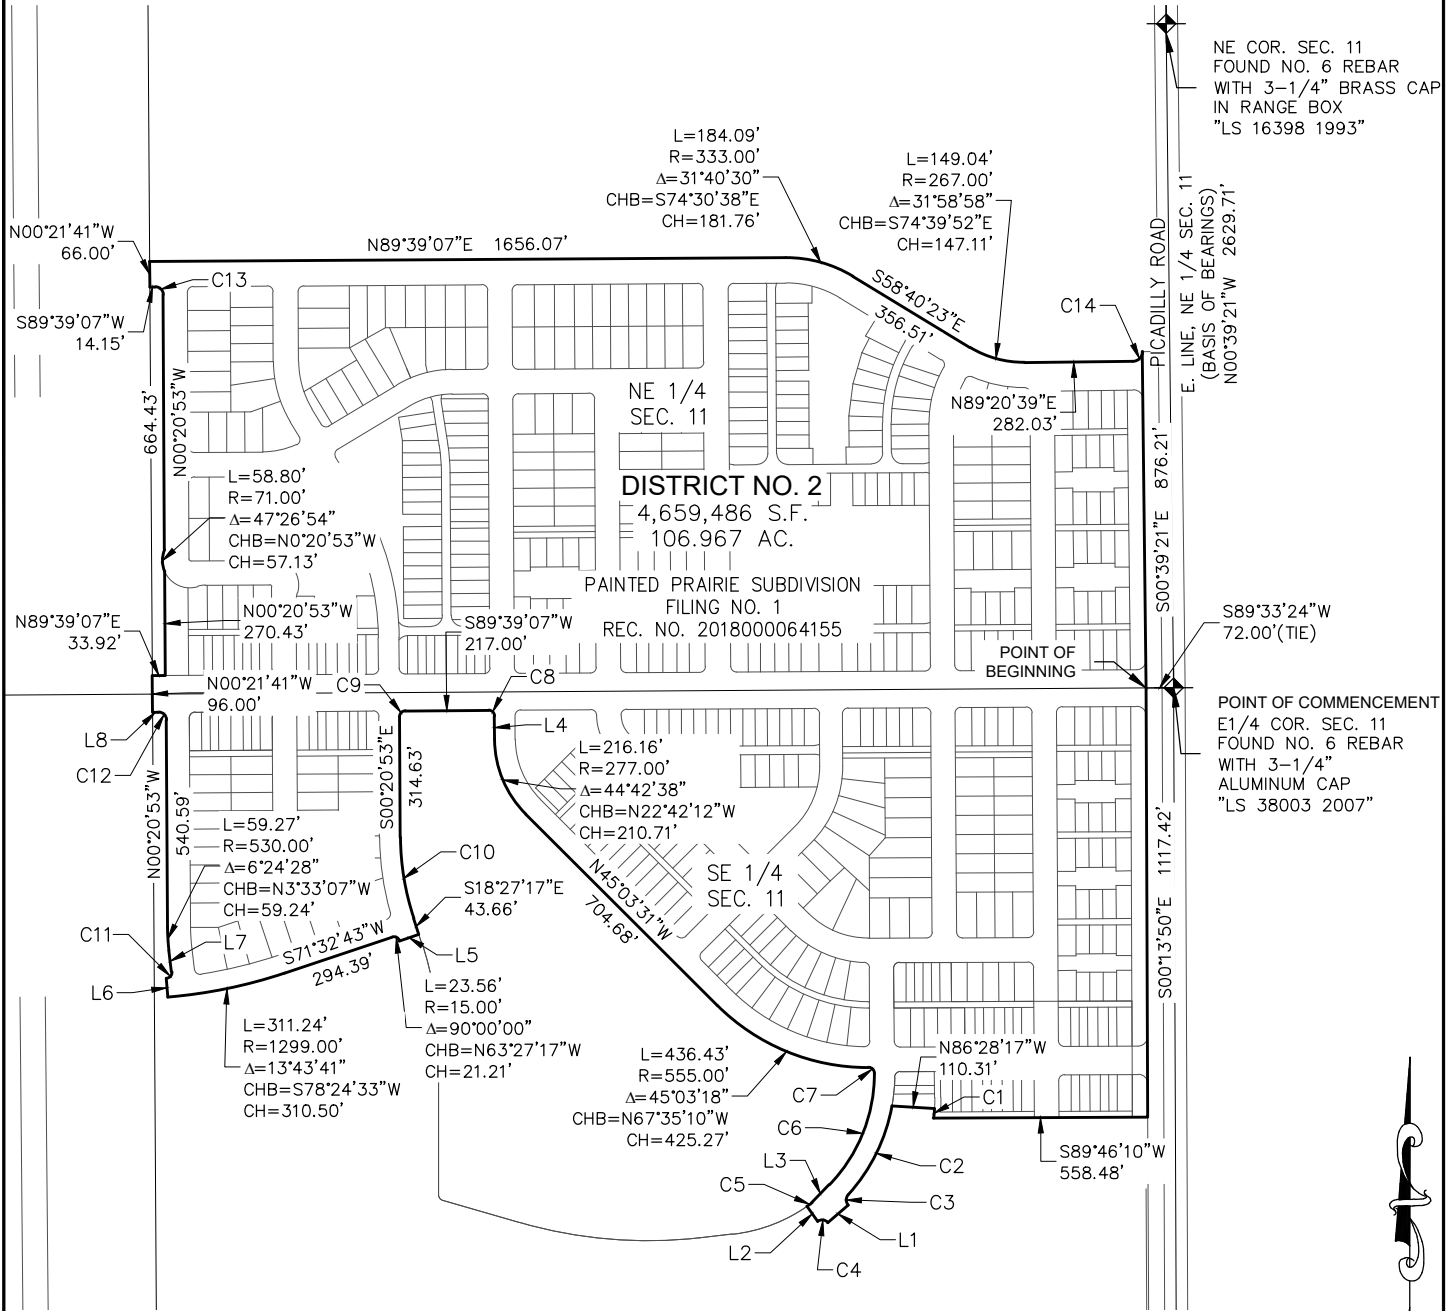 NE COR. SEC. 11
FOUND NO. 6 REBAR
WITH 3-1/4" BRASS CAP
IN RANGE BOX
"LS 16398 1993"
L=184.09'
R=333.00'
Δ=31°40'30"
CHB=S74°30'38"E
CH=181.76'
L=149.04'
R=267.00'
Δ=31°58'58"
CHB=S74°39'52"E
CH=147.11'
PICADILLY ROAD
E. LINE, NE 1/4 SEC. 11
(BASIS OF BEARINGS)
N00°39'21"W 2629.71'
N00°21'41"W
66.00'
N89°39'07"E 1656.07'
C13
S58°40'23"E
356.51'
C14
S89°39'07"W
14.15'
664.43'
N00°20'53"W
NE 1/4
SEC. 11
N89°20'39"E
282.03'
S00°39'21"E 876.21'
L=58.80'
R=71.00'
Δ=47°26'54"
CHB=N0°20'53"W
CH=57.13'
DISTRICT NO. 2
4,659,486 S.F.
106.967 AC.
PAINTED PRAIRIE SUBDIVISION
FILING NO. 1
REC. NO. 2018000064155
N89°39'07"E
33.92'
N00°20'53"W
270.43'
S89°39'07"W
217.00'
S89°33'24"W
72.00'(TIE)
POINT OF
BEGINNING
N00°21'41"W
96.00'
C9
C8
POINT OF COMMENCEMENT
E1/4 COR. SEC. 11
FOUND NO. 6 REBAR
WITH 3-1/4"
ALUMINUM CAP
"LS 38003 2007"
L8
C12
L4
S00°20'53"E
314.63'
L=216.16'
R=277.00'
Δ=44°42'38"
CHB=N22°42'12"W
CH=210.71'
N00°20'53"W
540.59'
L=59.27'
R=530.00'
Δ=6°24'28"
CHB=N3°33'07"W
CH=59.24'
C10
S18°27'17"E
43.66'
N45°03'31"W
704.68'
SE 1/4
SEC. 11
S00°13'50"E 1117.42'
C11
L7
S71°32'43"W
294.39'
L5
L6
L=23.56'
R=15.00'
Δ=90°00'00"
CHB=N63°27'17"W
CH=21.21'
L=311.24'
R=1299.00'
Δ=13°43'41"
CHB=S78°24'33"W
CH=310.50'
L=436.43'
R=555.00'
Δ=45°03'18"
CHB=N67°35'10"W
CH=425.27'
N86°28'17"W
110.31'
C7
C1
C6
S89°46'10"W
558.48'
L3
C2
C5
C3
L2
L1
C4